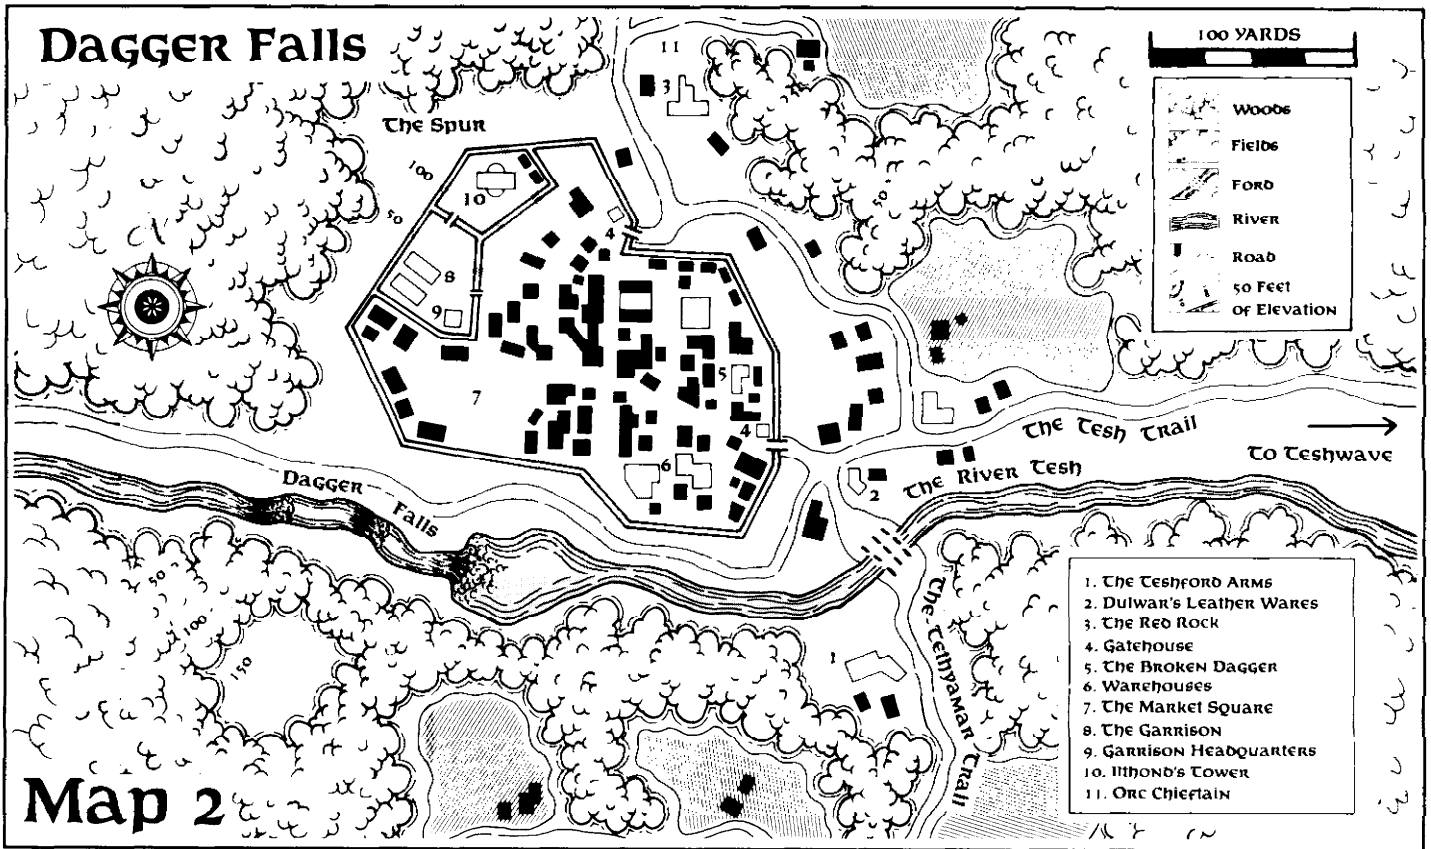 Dagger Falls
100 Yards
Woods
Fields
Ford
River
Road
50 Feet
of Elevation
The Spur
11
3
100
50
10
4
50
8
9
7
5
4
6
2
The Tesh Trail
To Teshwave
The River Tesh
Dagger
Falls
50
100
150
1
The Tethyamar Trail
1. The Teshford Arms
2. Dulwar's Leather Wares
3. The Red Rock
4. Gatehouse
5. The Broken Dagger
6. Warehouses
7. The Market Square
8. The Garrison
9. Garrison Headquarters
10. Ilthond's Tower
11. Orc Chieftain
Map 2